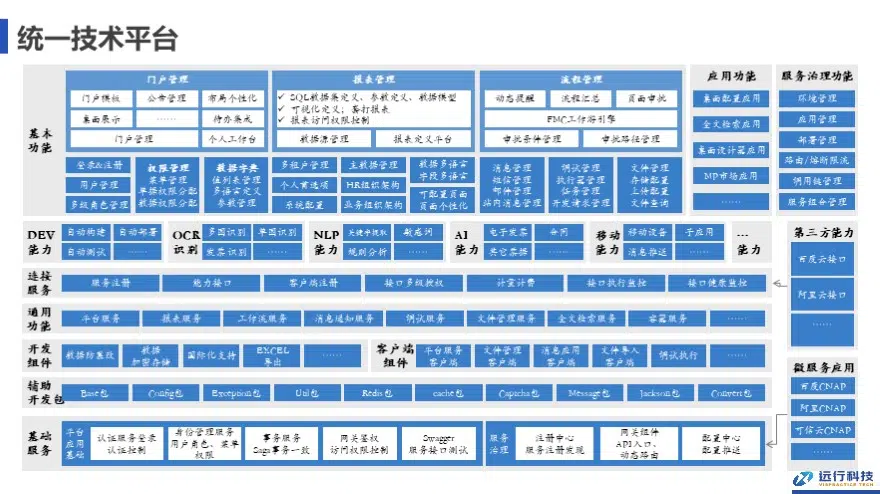 统一技术平台
基本
功能
门户管理
门户模板
公告管理
布局个性化
桌面展示
……
待办集成
门户管理
个人工作台
报表管理
✓ SQL数据集定义、参数定义、数据模型
✓ 可视化定义；套打报表
✓ 报表访问权限控制
数据源管理
报表定义平台
流程管理
动态提醒
流程汇总
页面审批
FMC工作流引擎
审批条件管理
审批路径管理
登录&注册
用户管理
多级角色管理
权限管理
菜单管理
单据权限分配
数据权限分配
数据字典
值列表管理
多语言定义
参数管理
多租户管理
主数据管理
个人首选项
HR组织架构
系统配置
业务组织架构
数据多语言
字段多语言
可配置页面
页面个性化
消息管理
短信管理
邮件管理
站内消息管理
调试管理
执行器管理
任务管理
开发请求管理
文件管理
存储配置
上传配置
文件查询
应用功能
桌面配置应用
全文检索应用
桌面设计器应用
MP市场应用
……
服务治理功能
环境管理
应用管理
部署管理
路由/熔断限流
调用链管理
服务组合管理
DEV
能力
自动构建
自动部署
自动测试
……
OCR
识别
多国识别
单图识别
发票识别
……
NLP
能力
关键字提取
敏感词
规则分析
……
AI
能力
电子发票
合同
其它票据
……
移动
能力
移动设备
子应用
消息推送
……
…
能力
第三方能力
百度云接口
阿里云接口
……
连接
服务
服务注册
能力接口
客户端注册
接口多级授权
计量计费
接口执行监控
接口健康监控
通用
功能
平台服务
报表服务
工作流服务
消息通知服务
调试服务
文件管理服务
全文检索服务
容器服务
……
开发
组件
数据防篡改
数据
加密存储
国际化支持
EXCEL
导出
……
客户端
组件
平台服务
客户端
文件管理
客户端
消息应用
客户端
文件导入
客户端
调试执行
……
微服务应用
百度CNAP
阿里CNAP
可信云CNAP
……
辅助
开发包
Base包
Config包
Exception包
Util包
Redis包
cache包
Captcha包
Message包
Jackson包
Convert包
基础
服务
平台
应用
基础
认证服务登录
认证控制
身份管理服务
用户角色、菜单
权限
事务服务
Saga事务一致
网关鉴权
访问权限控制
Swagger
服务接口测试
服务
治理
注册中心
服务注册发现
网关组件
API入口、
动态路由
配置中心
配置推送
远行科技
VIAPRACTICE TECH